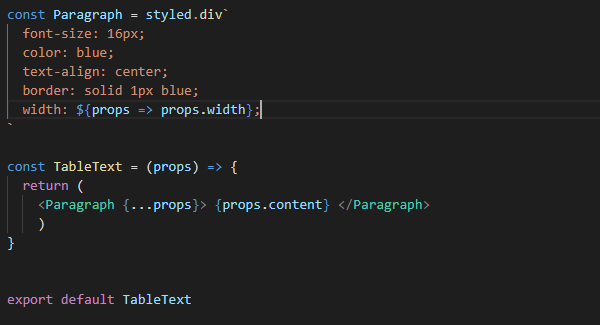 const Paragraph = styled.div`
  font-size: 16px;
  color: blue;
  text-align: center;
  border: solid 1px blue;
  width: ${props => props.width};
`
const TableText = (props) => {
  return (
    <Paragraph {...props}> {props.content} </Paragraph>
    )
}
export default TableText